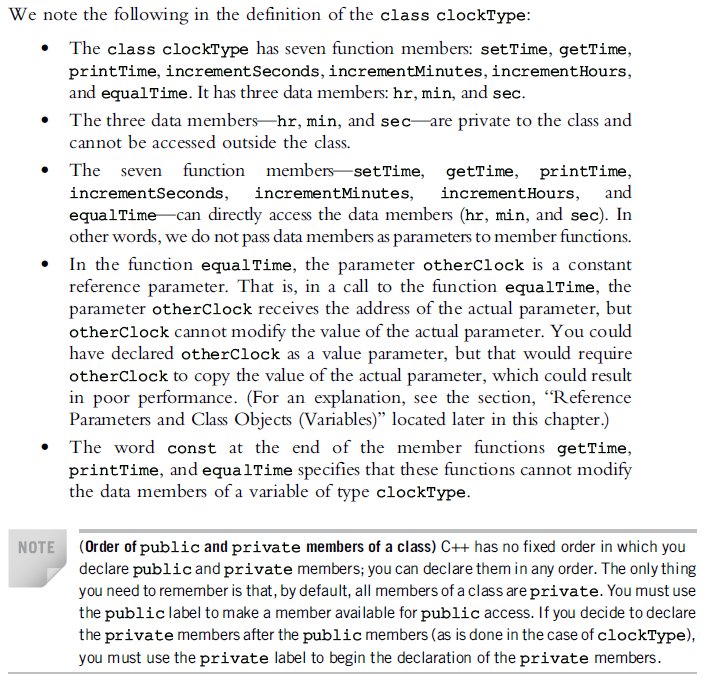 We note the following in the definition of the class clockType:
• The class clockType has seven function members: setTime, getTime,
printTime, incrementSeconds, incrementMinutes, incrementHours,
and equalTime. It has three data members: hr, min, and sec.
• The three data members—hr, min, and sec—are private to the class and
cannot be accessed outside the class.
• The seven function members—setTime, getTime, printTime,
incrementSeconds, incrementMinutes, incrementHours, and
equalTime—can directly access the data members (hr, min, and sec). In
other words, we do not pass data members as parameters to member functions.
• In the function equalTime, the parameter otherClock is a constant
reference parameter. That is, in a call to the function equalTime, the
parameter otherClock receives the address of the actual parameter, but
otherClock cannot modify the value of the actual parameter. You could
have declared otherClock as a value parameter, but that would require
otherClock to copy the value of the actual parameter, which could result
in poor performance. (For an explanation, see the section, “Reference
Parameters and Class Objects (Variables)” located later in this chapter.)
• The word const at the end of the member functions getTime,
printTime, and equalTime specifies that these functions cannot modify
the data members of a variable of type clockType.
NOTE
(Order of public and private members of a class) C++ has no fixed order in which you
declare public and private members; you can declare them in any order. The only thing
you need to remember is that, by default, all members of a class are private. You must use
the public label to make a member available for public access. If you decide to declare
the private members after the public members (as is done in the case of clockType),
you must use the private label to begin the declaration of the private members.